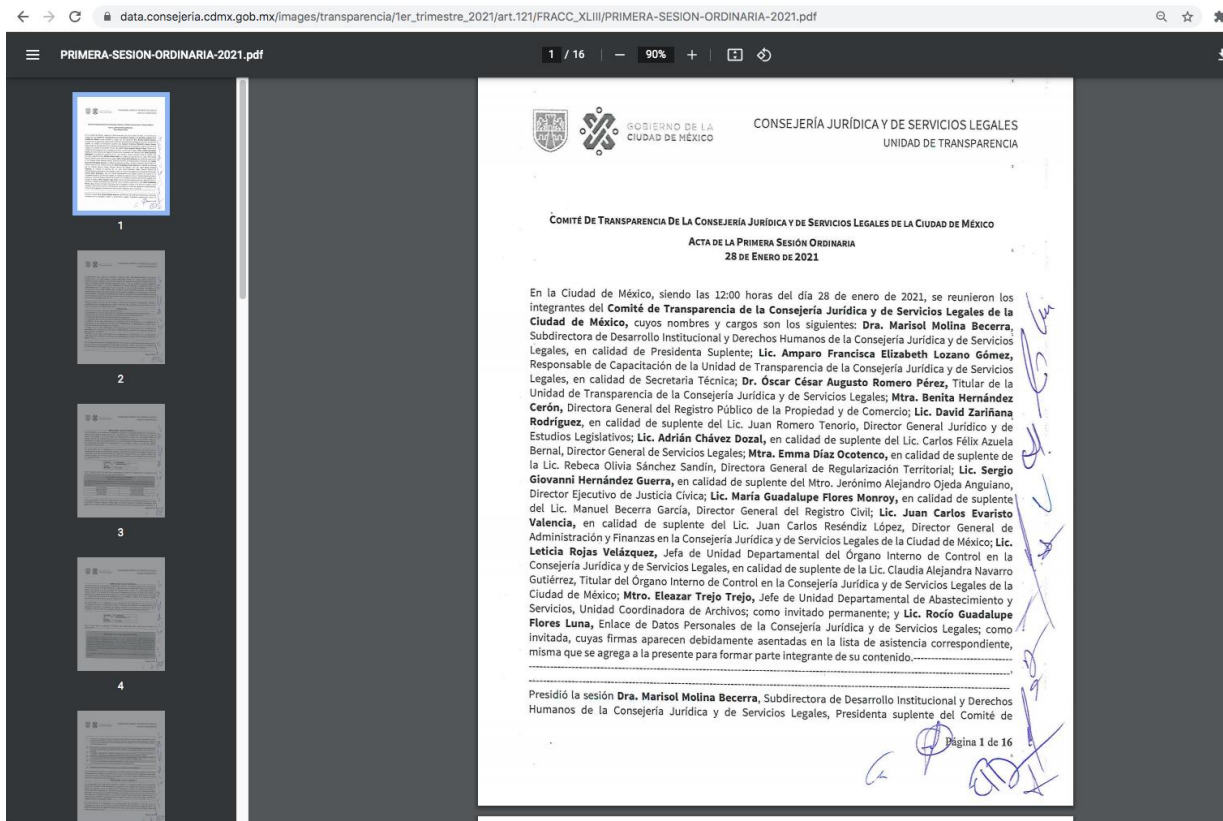 data.consejeria.cdmx.gob.mx/images/transparencia/1er_trimestre_2021/art.121/FRACC_XLIII/PRIMERA-SESION-ORDINARIA-2021.pdf
PRIMERA-SESION-ORDINARIA-2021.pdf
1 / 16
90%
1
2
3
4
GOBIERNO DE LA
CIUDAD DE MÉXICO
CONSEJERÍA JURÍDICA Y DE SERVICIOS LEGALES
UNIDAD DE TRANSPARENCIA
COMITÉ DE TRANSPARENCIA DE LA CONSEJERÍA JURÍDICA Y DE SERVICIOS LEGALES DE LA CIUDAD DE MÉXICO
ACTA DE LA PRIMERA SESIÓN ORDINARIA
28 DE ENERO DE 2021
En la Ciudad de México, siendo las 12:00 horas del día 28 de enero de 2021, se reunieron los
integrantes del Comité de Transparencia de la Consejería Jurídica y de Servicios Legales de la
Ciudad de México, cuyos nombres y cargos son los siguientes: Dra. Marisol Molina Becerra,
Subdirectora de Desarrollo Institucional y Derechos Humanos de la Consejería Jurídica y de Servicios
Legales, en calidad de Presidenta Suplente; Lic. Amparo Francisca Elizabeth Lozano Gómez,
Responsable de Capacitación de la Unidad de Transparencia de la Consejería Jurídica y de Servicios
Legales, en calidad de Secretaria Técnica; Dr. Óscar César Augusto Romero Pérez, Titular de la
Unidad de Transparencia de la Consejería Jurídica y de Servicios Legales; Mtra. Benita Hernández
Cerón, Directora General del Registro Público de la Propiedad y de Comercio; Lic. David Zariñana
Rodríguez, en calidad de suplente del Lic. Juan Romero Tenorio, Director General Jurídico y de
Estudios Legislativos; Lic. Adrián Chávez Dozal, en calidad de suplente del Lic. Carlos Félix Azuela
Bernal, Director General de Servicios Legales; Mtra. Emma Díaz Ocotenco, en calidad de suplente de
la Lic. Rebeca Olivia Sánchez Sandín, Directora General de Regularización Territorial; Lic. Sergio
Giovanni Hernández Guerra, en calidad de suplente del Mtro. Jerónimo Alejandro Ojeda Anguiano,
Director Ejecutivo de Justicia Cívica; Lic. María Guadalupe Flores Monroy, en calidad de suplente
del Lic. Manuel Becerra García, Director General del Registro Civil; Lic. Juan Carlos Evaristo
Valencia, en calidad de suplente del Lic. Juan Carlos Reséndiz López, Director General de
Administración y Finanzas en la Consejería Jurídica y de Servicios Legales de la Ciudad de México; Lic.
Leticia Rojas Velázquez, Jefa de Unidad Departamental del Órgano Interno de Control en la
Consejería Jurídica y de Servicios Legales, en calidad de suplente de la Lic. Claudia Alejandra Navarro
Gutiérrez, Titular del Órgano Interno de Control en la Consejería Jurídica y de Servicios Legales de la
Ciudad de México; Mtro. Eleazar Trejo Trejo, Jefe de Unidad Departamental de Abastecimiento y
Servicios, Unidad Coordinadora de Archivos; como invitado permanente; y Lic. Rocío Guadalupe
Flores Luna, Enlace de Datos Personales de la Consejería Jurídica y de Servicios Legales; como
invitada, cuyas firmas aparecen debidamente asentadas en la lista de asistencia correspondiente,
misma que se agrega a la presente para formar parte integrante de su contenido.
Presidió la sesión Dra. Marisol Molina Becerra, Subdirectora de Desarrollo Institucional y Derechos
Humanos de la Consejería Jurídica y de Servicios Legales, Presidenta suplente del Comité de
Página 1 de 16